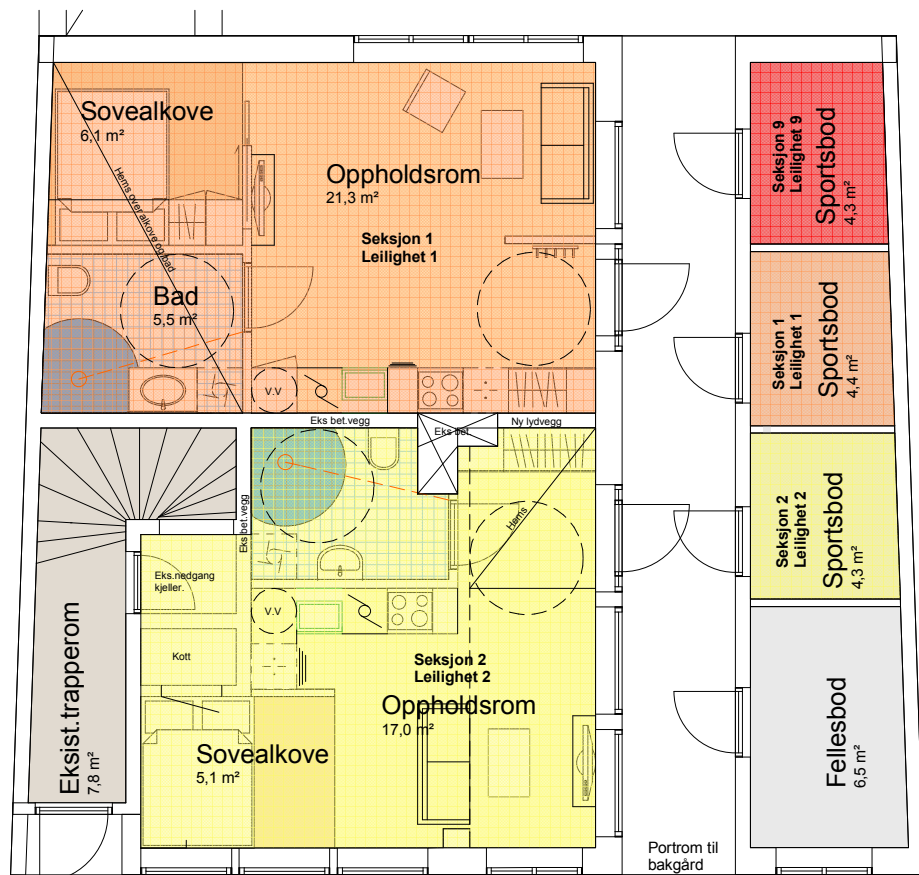 Sovealkove
6,1 m²
Hems over alkove og bad
Oppholdsrom
21,3 m²
Seksjon 1
Leilighet 1
Bad
5,5 m²
V.V
Eks bet.vegg
Eks bet
Ny lydvegg
Eks bet.vegg
Hems
Eks.nedgang
kjeller.
Kott
V.V
Seksjon 2
Leilighet 2
Oppholdsrom
17,0 m²
Sovealkove
5,1 m²
Eksist.trapperom
7,8 m²
Seksjon 9
Leilighet 9
Sportsbod
4,3 m²
Seksjon 1
Leilighet 1
Sportsbod
4,4 m²
Seksjon 2
Leilighet 2
Sportsbod
4,3 m²
Fellesbod
6,5 m²
Portrom til
bakgård